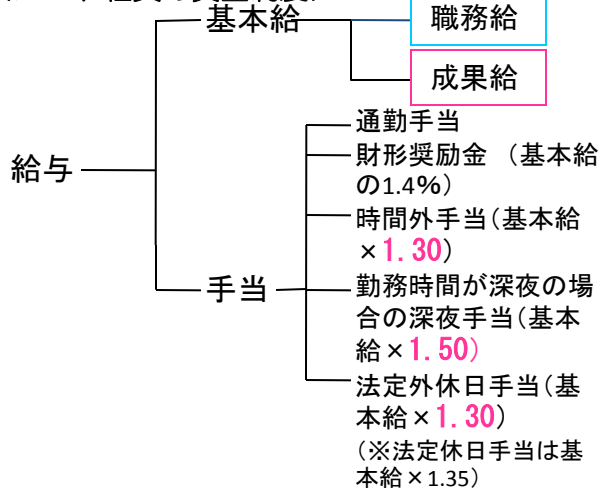 基本給
職務給
成果給
給与
手当
通勤手当
財形奨励金 （基本給
の1.4％）
時間外手当(基本給
×1.30)
勤務時間が深夜の場
合の深夜手当(基本
給×1.50)
法定外休日手当(基
本給×1.30)
(※法定休日手当は基
本給×1.35)